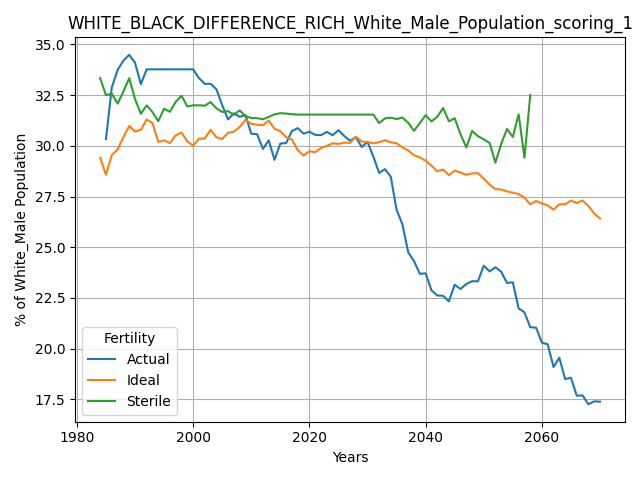 WHITE_BLACK_DIFFERENCE_RICH_White_Male_Population_scoring_1
35.0
32.5
30.0
27.5
25.0
22.5
20.0
17.5
% of White_Male Population
Fertility
Actual
Ideal
Sterile
1980
2000
2020
2040
2060
Years